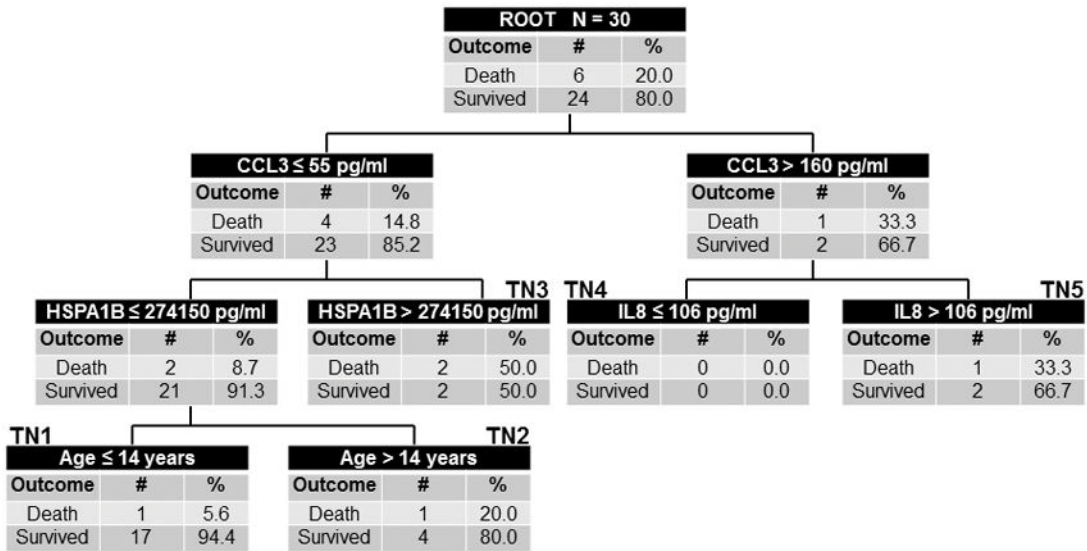 ROOT N = 30
Outcome # %
Death 6 20.0
Survived 24 80.0
CCL3 ≤ 55 pg/ml
Outcome # %
Death 4 14.8
Survived 23 85.2
CCL3 > 160 pg/ml
Outcome # %
Death 1 33.3
Survived 2 66.7
HSPA1B ≤ 274150 pg/ml
Outcome # %
Death 2 8.7
Survived 21 91.3
TN3
HSPA1B > 274150 pg/ml
Outcome # %
Death 2 50.0
Survived 2 50.0
TN4
IL8 ≤ 106 pg/ml
Outcome # %
Death 0 0.0
Survived 0 0.0
TN5
IL8 > 106 pg/ml
Outcome # %
Death 1 33.3
Survived 2 66.7
TN1
Age ≤ 14 years
Outcome # %
Death 1 5.6
Survived 17 94.4
TN2
Age > 14 years
Outcome # %
Death 1 20.0
Survived 4 80.0